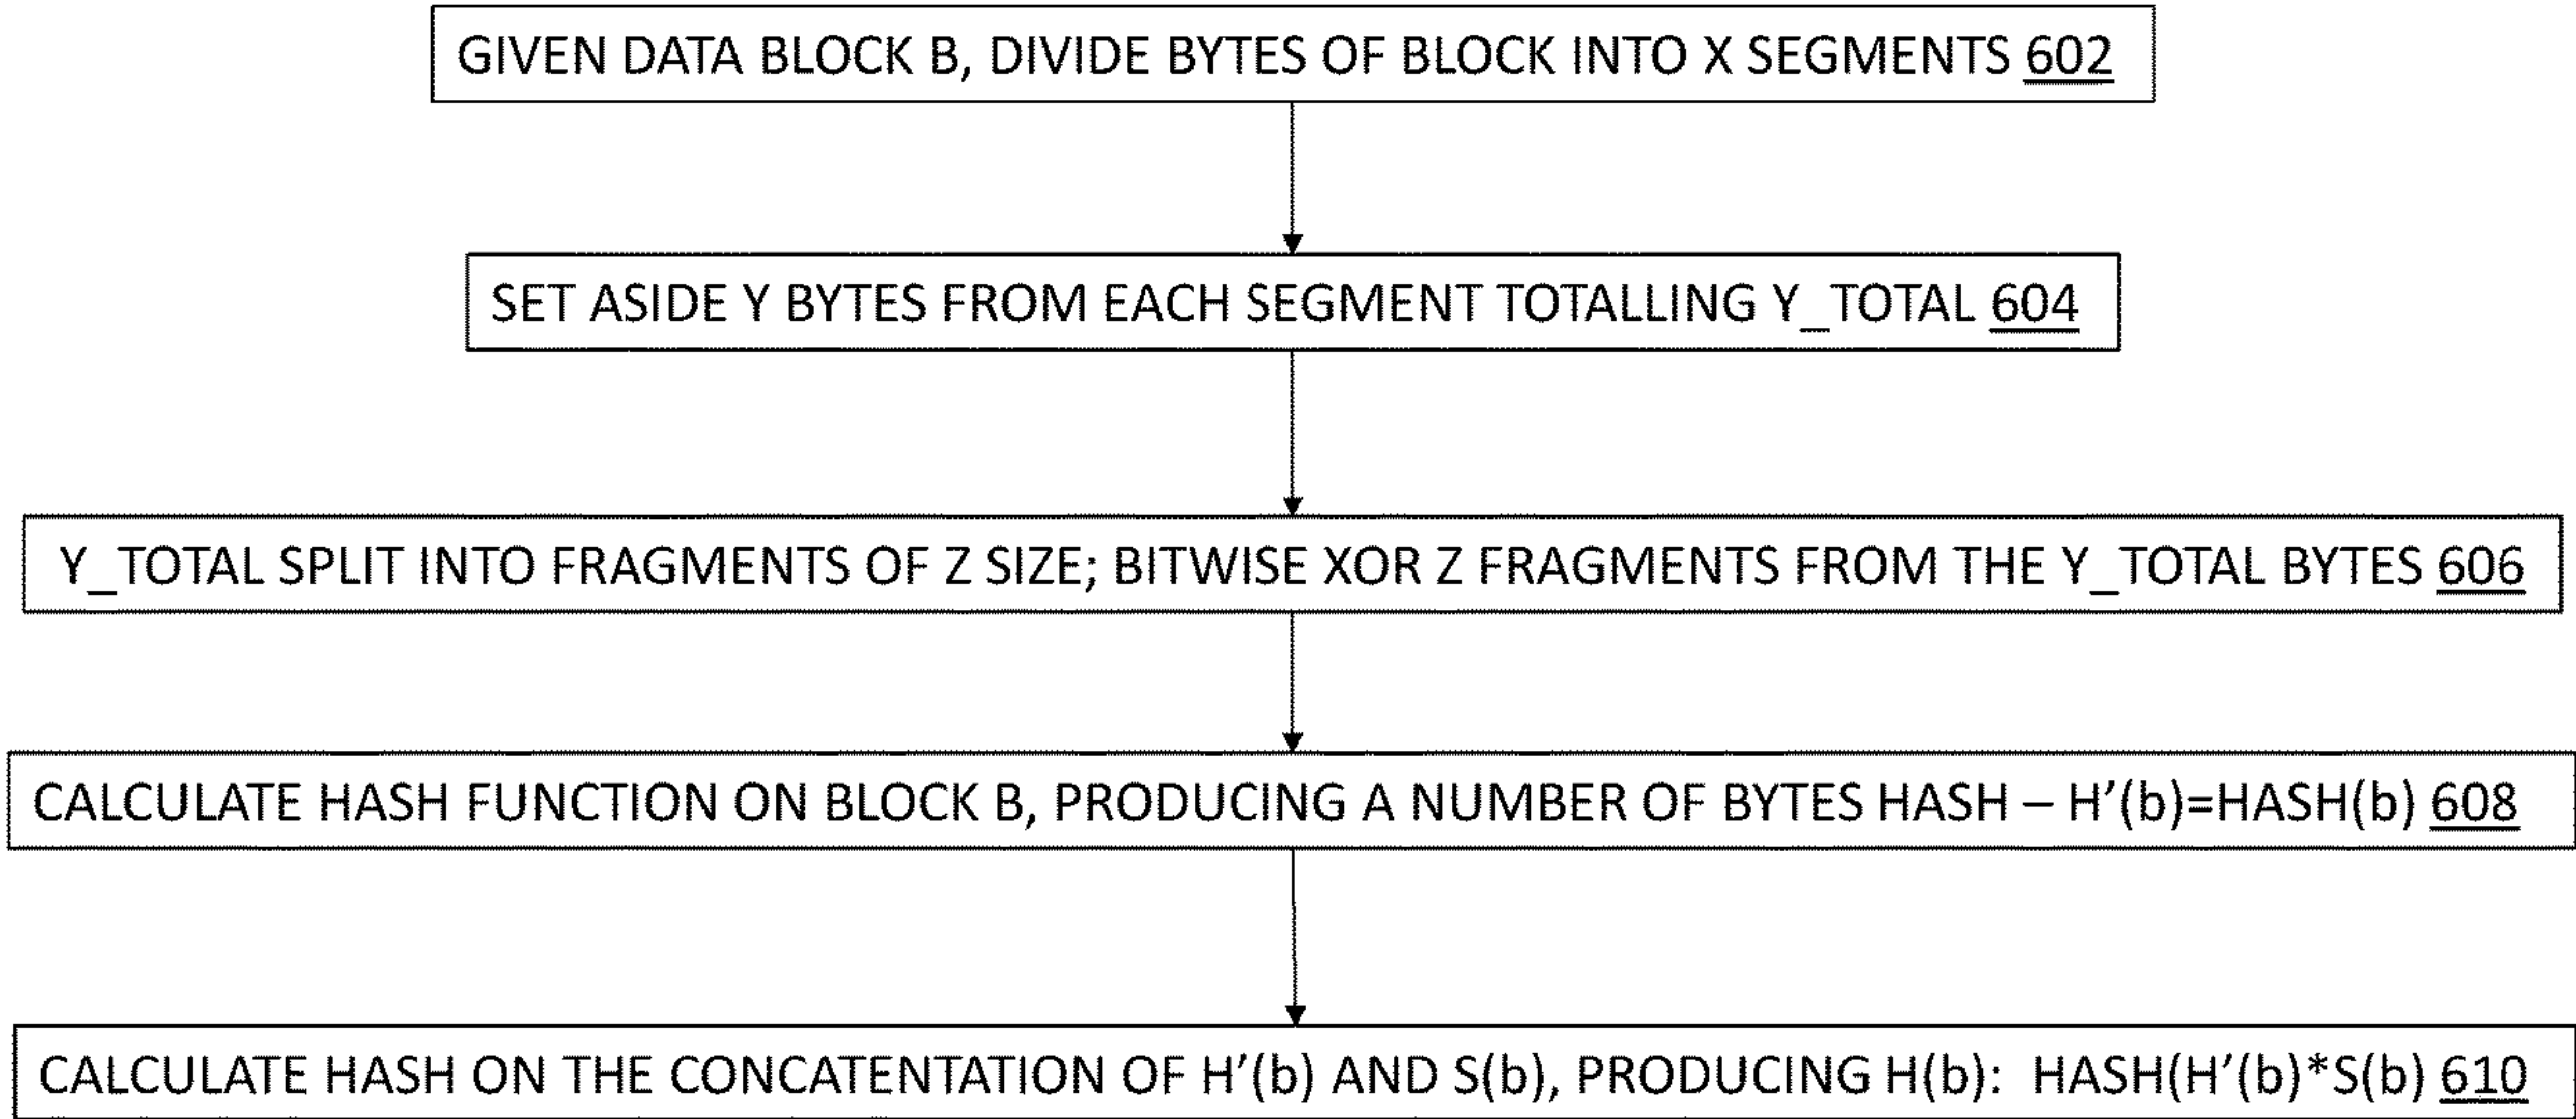 GIVEN DATA BLOCK B, DIVIDE BYTES OF BLOCK INTO X SEGMENTS 602
SET ASIDE Y BYTES FROM EACH SEGMENT TOTALLING Y_TOTAL 604
Y_TOTAL SPLIT INTO FRAGMENTS OF Z SIZE; BITWISE XOR Z FRAGMENTS FROM THE Y_TOTAL BYTES 606
CALCULATE HASH FUNCTION ON BLOCK B, PRODUCING A NUMBER OF BYTES HASH – H’(b)=HASH(b) 608
CALCULATE HASH ON THE CONCATENTATION OF H’(b) AND S(b), PRODUCING H(b): HASH(H’(b)*S(b) 610